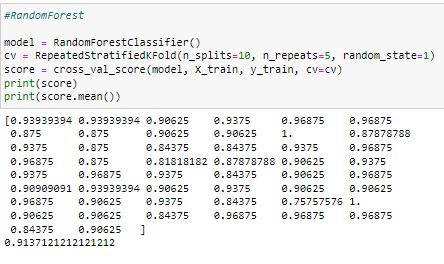 #RandomForest
model = RandomForestClassifier()
cv = RepeatedStratifiedKFold(n_splits=10, n_repeats=5, random_state=1)
score = cross_val_score(model, X_train, y_train, cv=cv)
print(score)
print(score.mean())
[0.93939394 0.93939394 0.90625 0.9375 0.96875 0.96875
0.875 0.875 0.90625 0.90625 1. 0.87878788
0.9375 0.875 0.84375 0.84375 0.9375 0.96875
0.96875 0.875 0.81818182 0.87878788 0.90625 0.9375
0.9375 0.96875 0.9375 0.84375 0.90625 0.875
0.90909091 0.93939394 0.90625 0.9375 0.90625 0.90625
0.96875 0.90625 0.9375 0.84375 0.75757576 1.
0.90625 0.90625 0.84375 0.96875 0.96875 0.96875
0.84375 0.90625 ]
0.9137121212121212